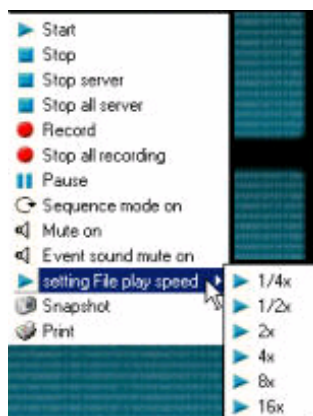 Start
Stop
Stop server
Stop all server
Record
Stop all recording
Pause
Sequence mode on
Mute on
Event sound mute on
setting File play speed
Snapshot
Print
1/4x
1/2x
2x
4x
8x
16x